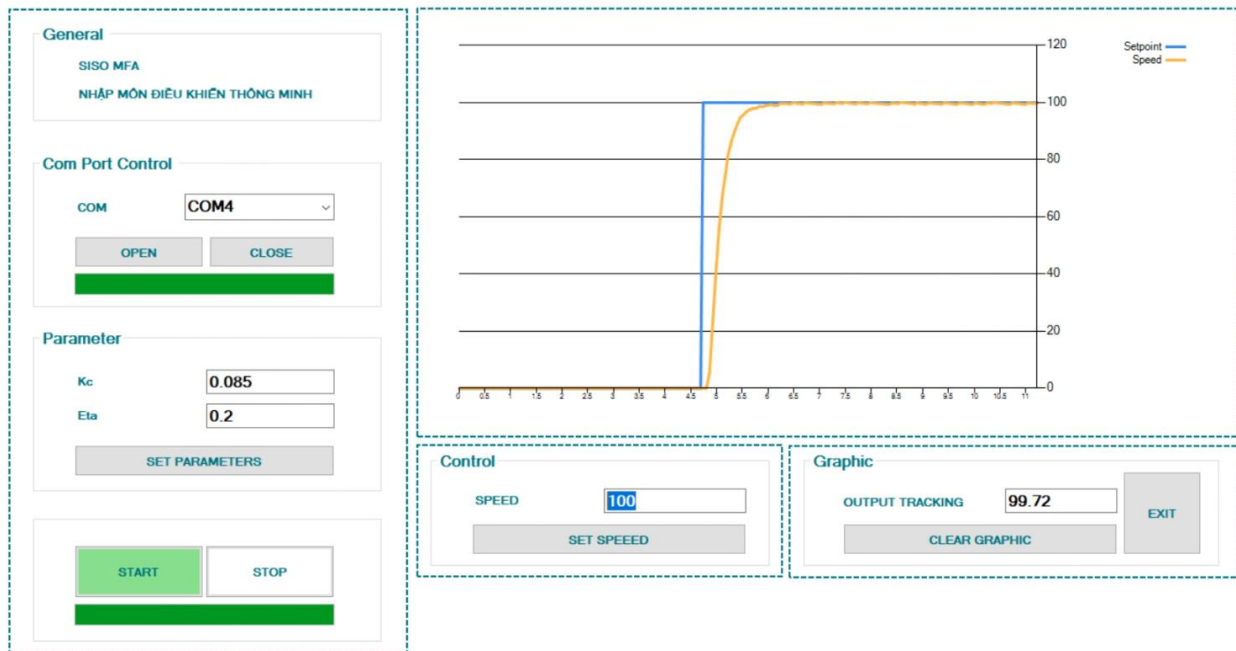 General
SISO MFA
NHẬP MÔN ĐIỀU KHIỂN THÔNG MINH
Com Port Control
COM
COM4
OPEN
CLOSE
Parameter
Kc
0.085
Eta
0.2
SET PARAMETERS
START
STOP
Setpoint
Speed
120
100
80
60
40
20
0
0 0.5 1 1.5 2 2.5 3 3.5 4 4.5 5 5.5 6 6.5 7 7.5 8 8.5 9 9.5 10 10.5 11
Control
SPEED
100
SET SPEEED
Graphic
OUTPUT TRACKING
99.72
CLEAR GRAPHIC
EXIT